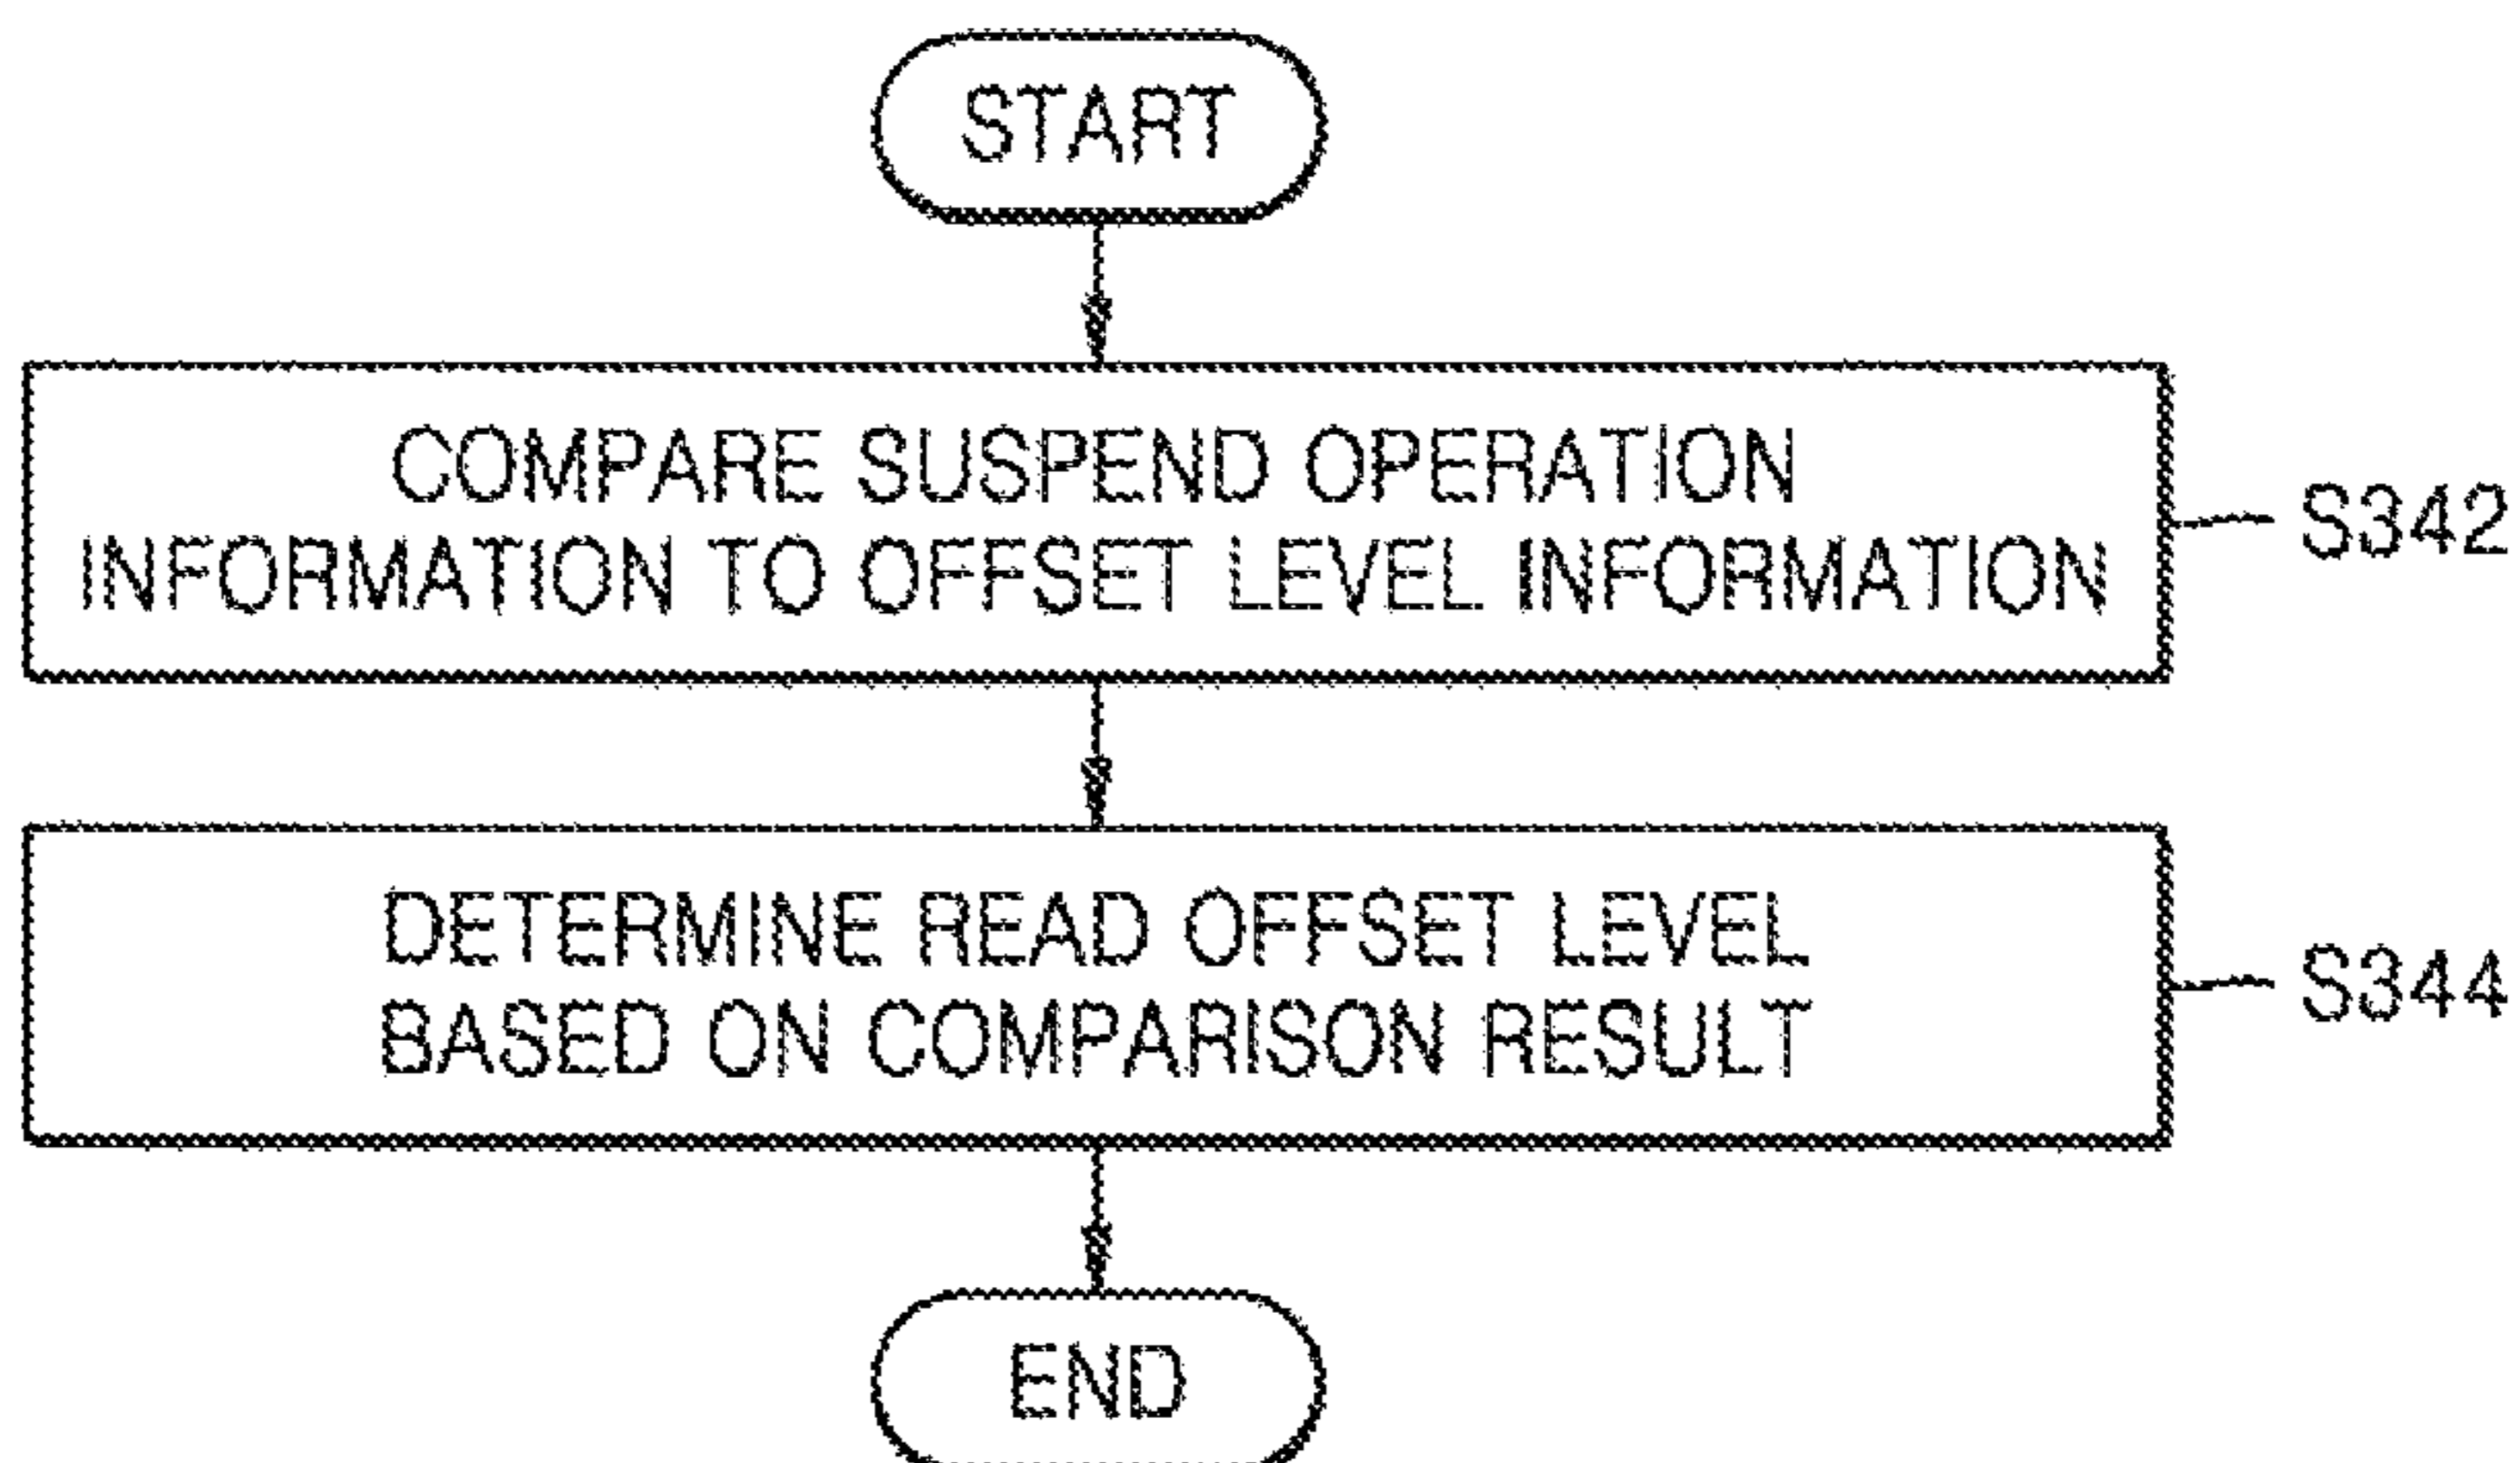 START
COMPARE SUSPEND OPERATION
INFORMATION TO OFFSET LEVEL INFORMATION
S342
DETERMINE READ OFFSET LEVEL
BASED ON COMPARISON RESULT
S344
END